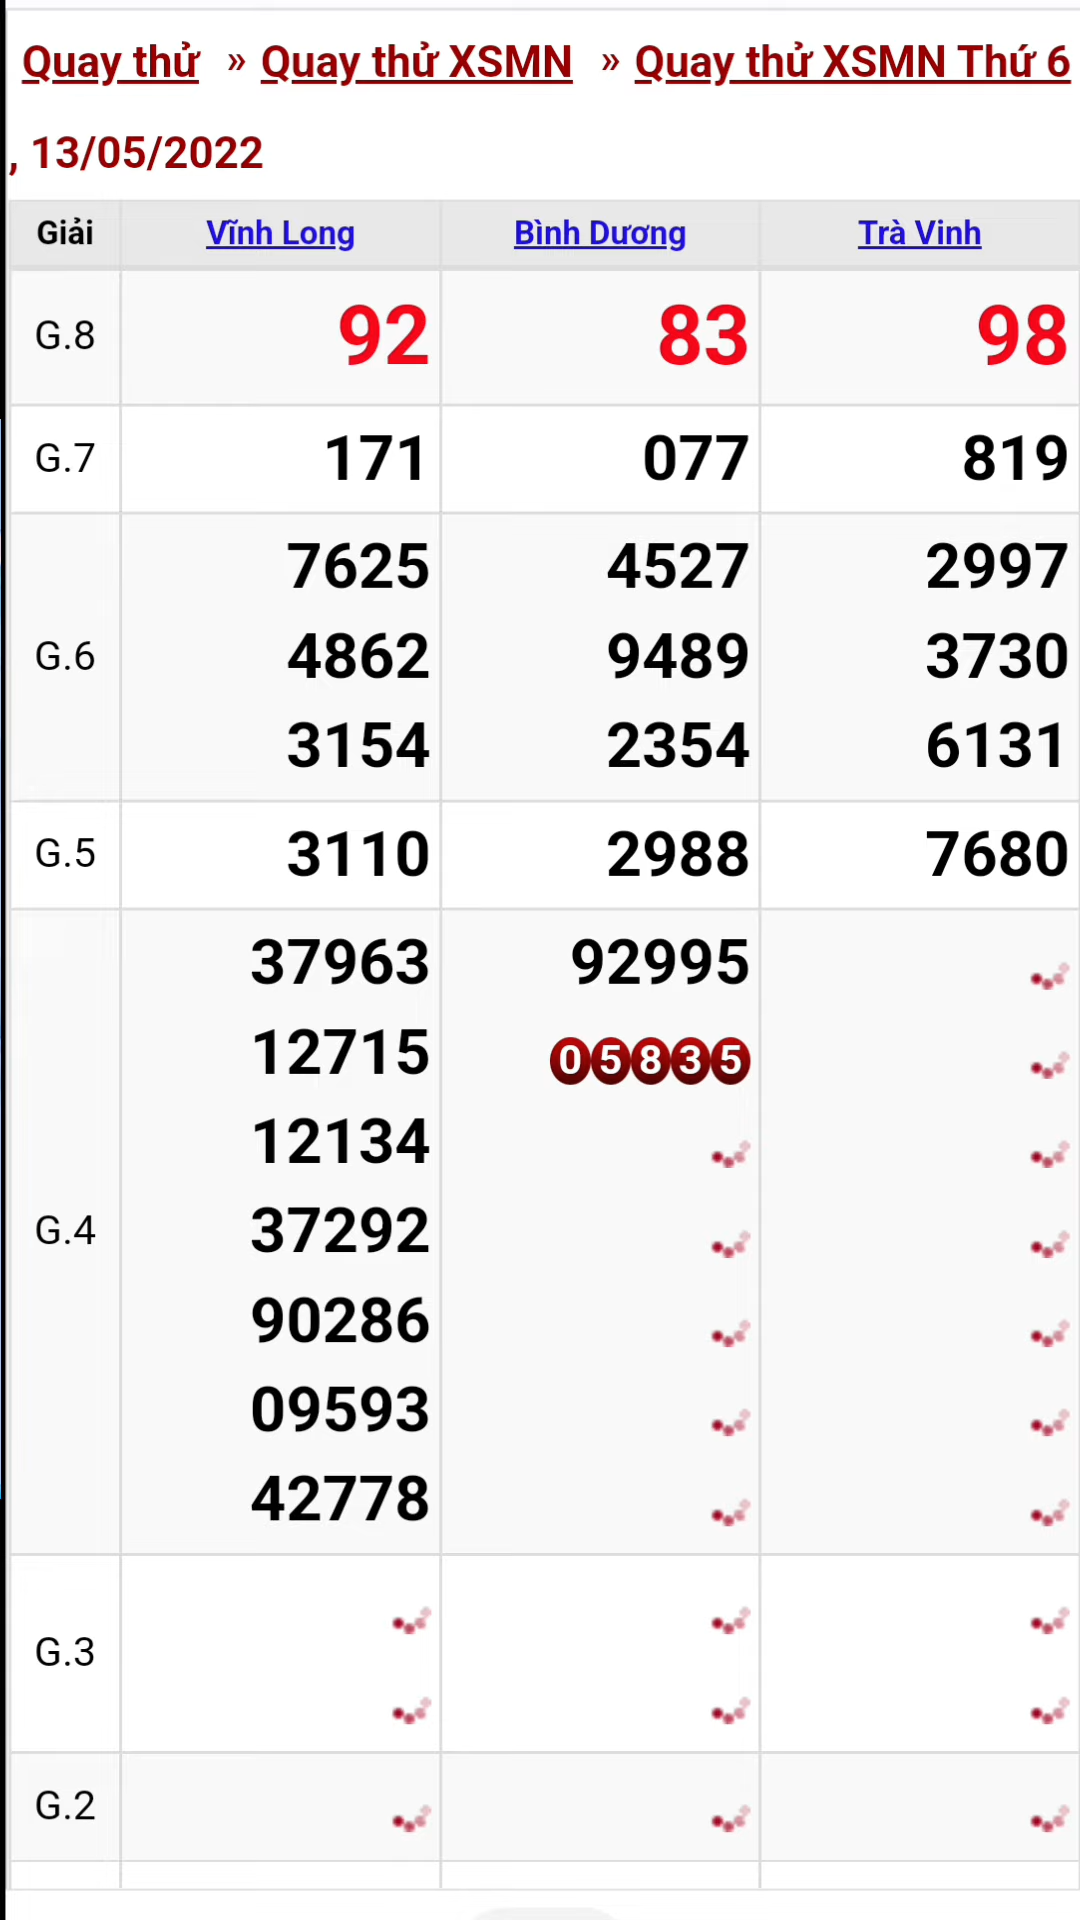 Quay thử » Quay thử XSMN » Quay thử XSMN Thứ 6
, 13/05/2022
Giải Vĩnh Long Bình Dương Trà Vinh
G.8 92 83 98
G.7 171 077 819
7625 4527 2997
G.6 4862 9489 3730
3154 2354 6131
G.5 3110 2988 7680
37963 92995
12715 05835
12134
G.4 37292
90286
09593
42778
G.3
G.2